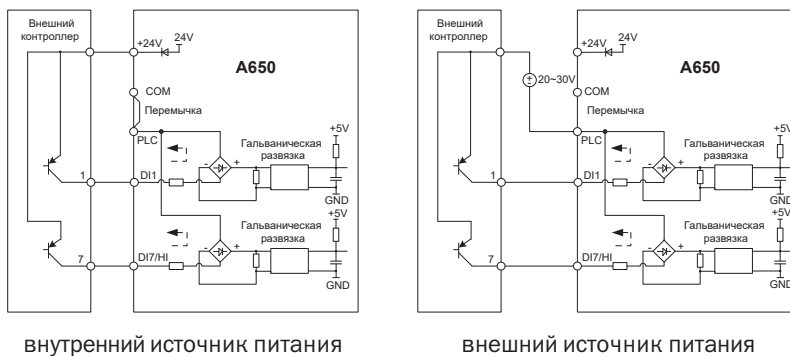 Внешний
контроллер
+24V
24V
A650
COM
Перемычка
PLC
Гальваническая
развязка
+5V
- +
1
DI1
GND
+5V
Гальваническая
развязка
- +
7
DI7/HI
GND
внутренний источник питания
Внешний
контроллер
+24V
24V
20~30V
A650
COM
Перемычка
PLC
Гальваническая
развязка
+5V
- +
1
DI1
GND
+5V
Гальваническая
развязка
- +
7
DI7/HI
GND
внешний источник питания